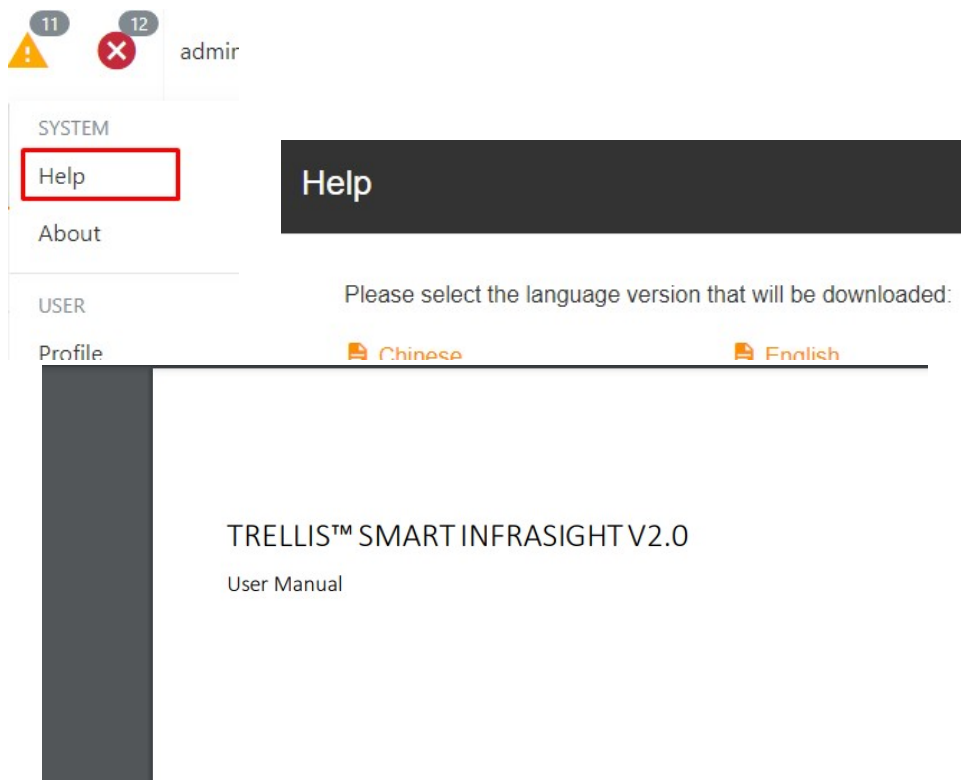 11 12
admin
SYSTEM
Help
About
USER
Profile
Help
Please select the language version that will be downloaded:
Chinese English
TRELLIS™ SMART INFRASIGHT V2.0
User Manual